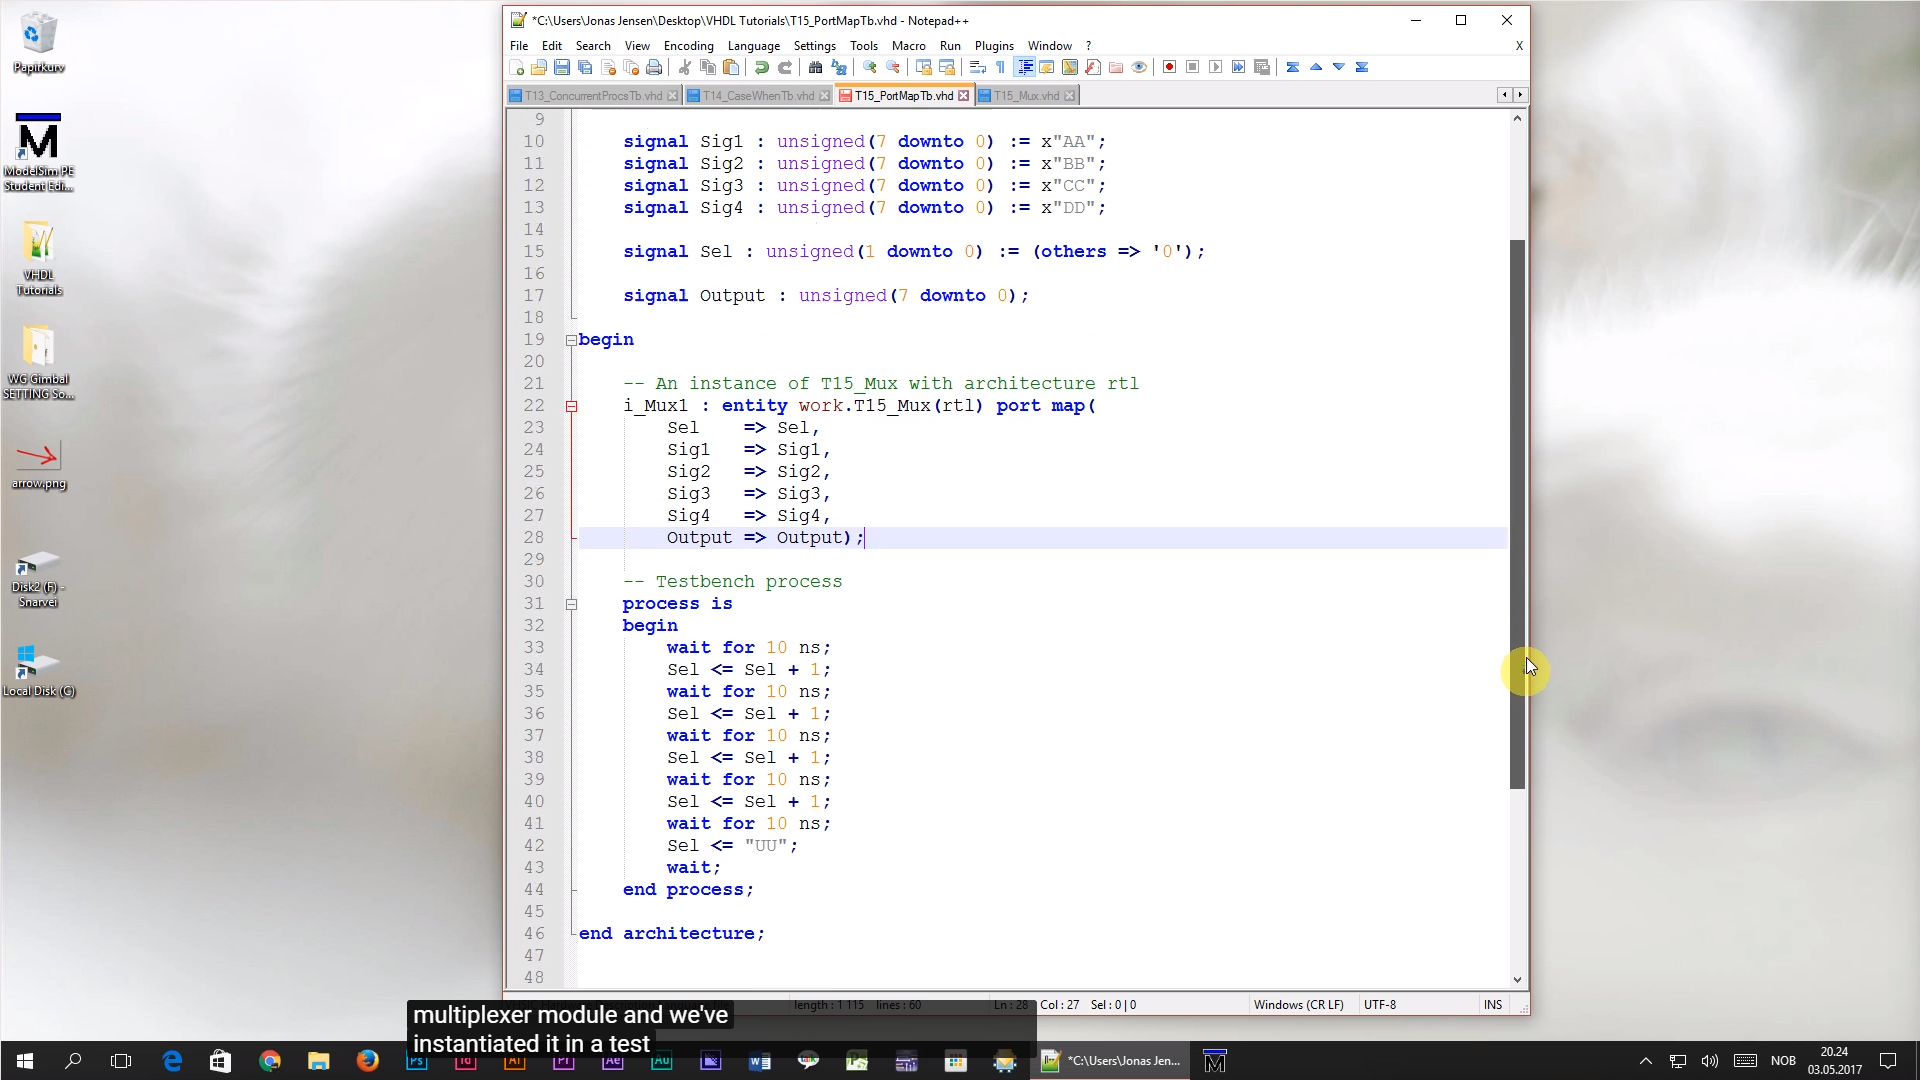 Papirkurv
ModelSim PE
Student Edi...
VHDL
Tutorials
WG Gimbal
SETTING So...
arrow.png
Disk2 (F) -
Snarvei
Local Disk (C)
*C:\Users\Jonas Jensen\Desktop\VHDL Tutorials\T15_PortMapTb.vhd - Notepad++
File Edit Search View Encoding Language Settings Tools Macro Run Plugins Window ? X
T13_ConcurrentProcsTb.vhd T14_CaseWhenTb.vhd T15_PortMapTb.vhd T15_Mux.vhd
9
10 signal Sig1 : unsigned(7 downto 0) := x"AA";
11 signal Sig2 : unsigned(7 downto 0) := x"BB";
12 signal Sig3 : unsigned(7 downto 0) := x"CC";
13 signal Sig4 : unsigned(7 downto 0) := x"DD";
14
15 signal Sel : unsigned(1 downto 0) := (others => '0');
16
17 signal Output : unsigned(7 downto 0);
18
19 begin
20
21 -- An instance of T15_Mux with architecture rtl
22 i_Mux1 : entity work.T15_Mux(rtl) port map(
23 Sel => Sel,
24 Sig1 => Sig1,
25 Sig2 => Sig2,
26 Sig3 => Sig3,
27 Sig4 => Sig4,
28 Output => Output);
29
30 -- Testbench process
31 process is
32 begin
33 wait for 10 ns;
34 Sel <= Sel + 1;
35 wait for 10 ns;
36 Sel <= Sel + 1;
37 wait for 10 ns;
38 Sel <= Sel + 1;
39 wait for 10 ns;
40 Sel <= Sel + 1;
41 wait for 10 ns;
42 Sel <= "UU";
43 wait;
44 end process;
45
46 end architecture;
47
48
length : 1 115 lines : 60 Ln : 28 Col : 27 Sel : 0 | 0 Windows (CR LF) UTF-8 INS
multiplexer module and we've
instantiated it in a test
Ps Id Ai Pr Ae Au *C:\Users\Jonas Jen... NOB 20.24
03.05.2017